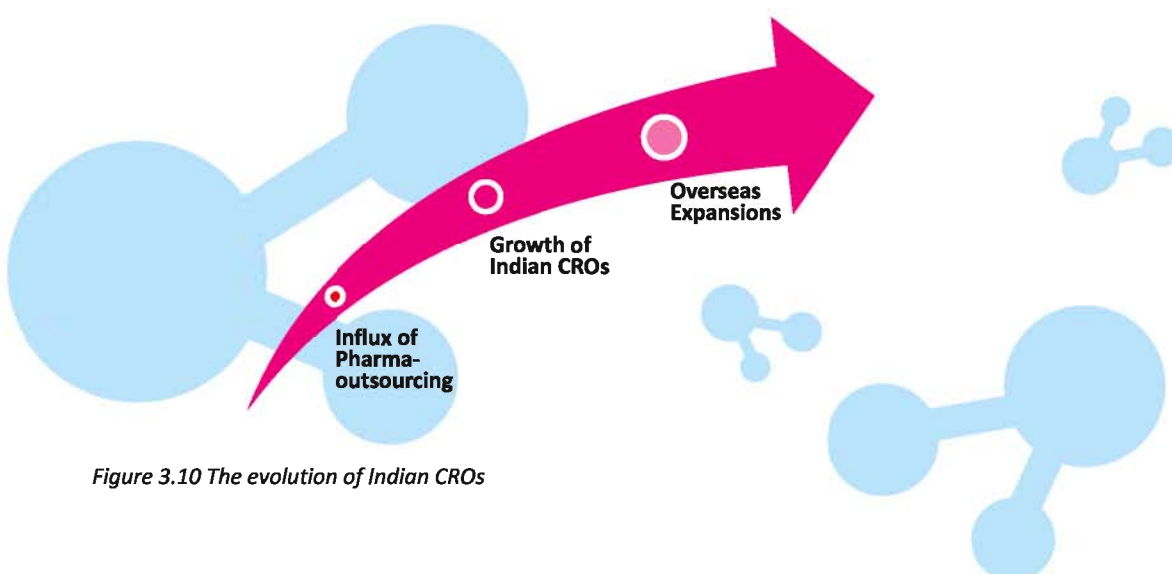 Overseas
Expansions
Growth of
Indian CROs
Influx of
Pharma-
outsourcing
Figure 3.10 The evolution of Indian CROs